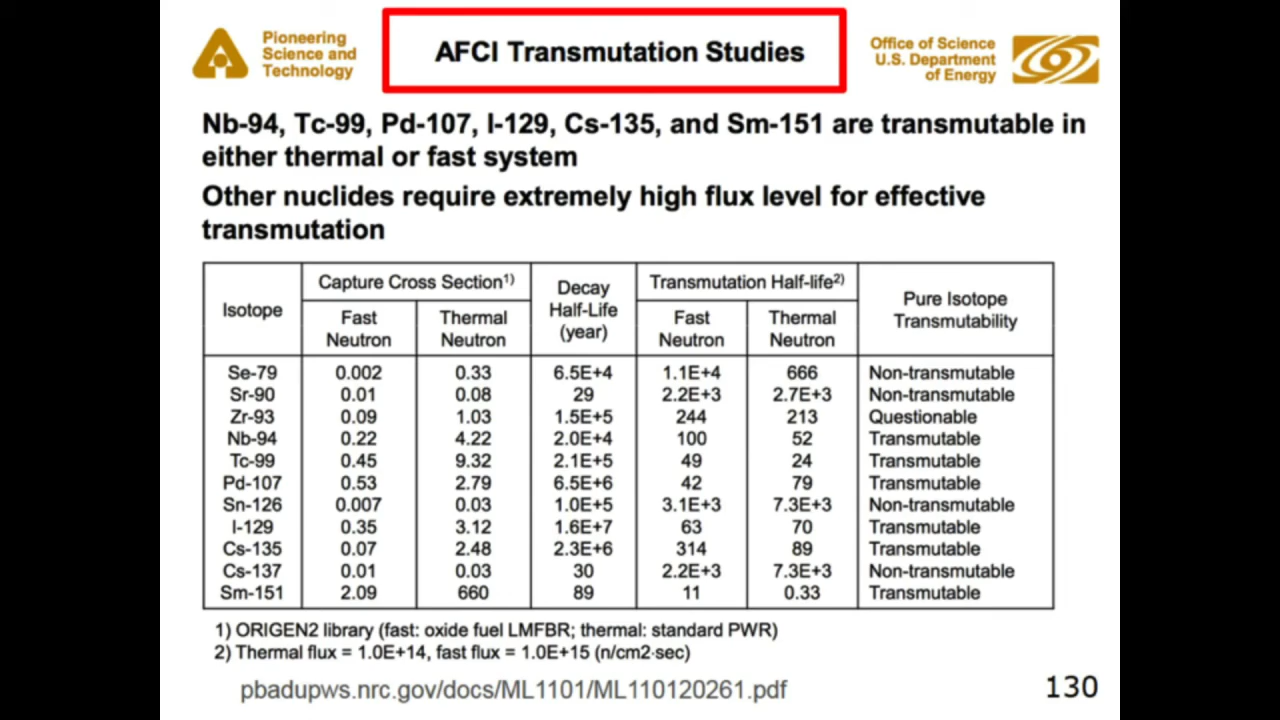 Pioneering
Science and
Technology
AFCI Transmutation Studies
Office of Science
U.S. Department
of Energy
Nb-94, Tc-99, Pd-107, I-129, Cs-135, and Sm-151 are transmutable in
either thermal or fast system
Other nuclides require extremely high flux level for effective
transmutation
Isotope
Capture Cross Section1)
Fast
Neutron
Thermal
Neutron
Decay
Half-Life
(year)
Transmutation Half-life2)
Fast
Neutron
Thermal
Neutron
Pure Isotope
Transmutability
Se-79 0.002 0.33 6.5E+4 1.1E+4 666 Non-transmutable
Sr-90 0.01 0.08 29 2.2E+3 2.7E+3 Non-transmutable
Zr-93 0.09 1.03 1.5E+5 244 213 Questionable
Nb-94 0.22 4.22 2.0E+4 100 52 Transmutable
Tc-99 0.45 9.32 2.1E+5 49 24 Transmutable
Pd-107 0.53 2.79 6.5E+6 42 79 Transmutable
Sn-126 0.007 0.03 1.0E+5 3.1E+3 7.3E+3 Non-transmutable
I-129 0.35 3.12 1.6E+7 63 70 Transmutable
Cs-135 0.07 2.48 2.3E+6 314 89 Transmutable
Cs-137 0.01 0.03 30 2.2E+3 7.3E+3 Non-transmutable
Sm-151 2.09 660 89 11 0.33 Transmutable
1) ORIGEN2 library (fast: oxide fuel LMFBR; thermal: standard PWR)
2) Thermal flux = 1.0E+14, fast flux = 1.0E+15 (n/cm2·sec)
pbadupws.nrc.gov/docs/ML1101/ML110120261.pdf
130